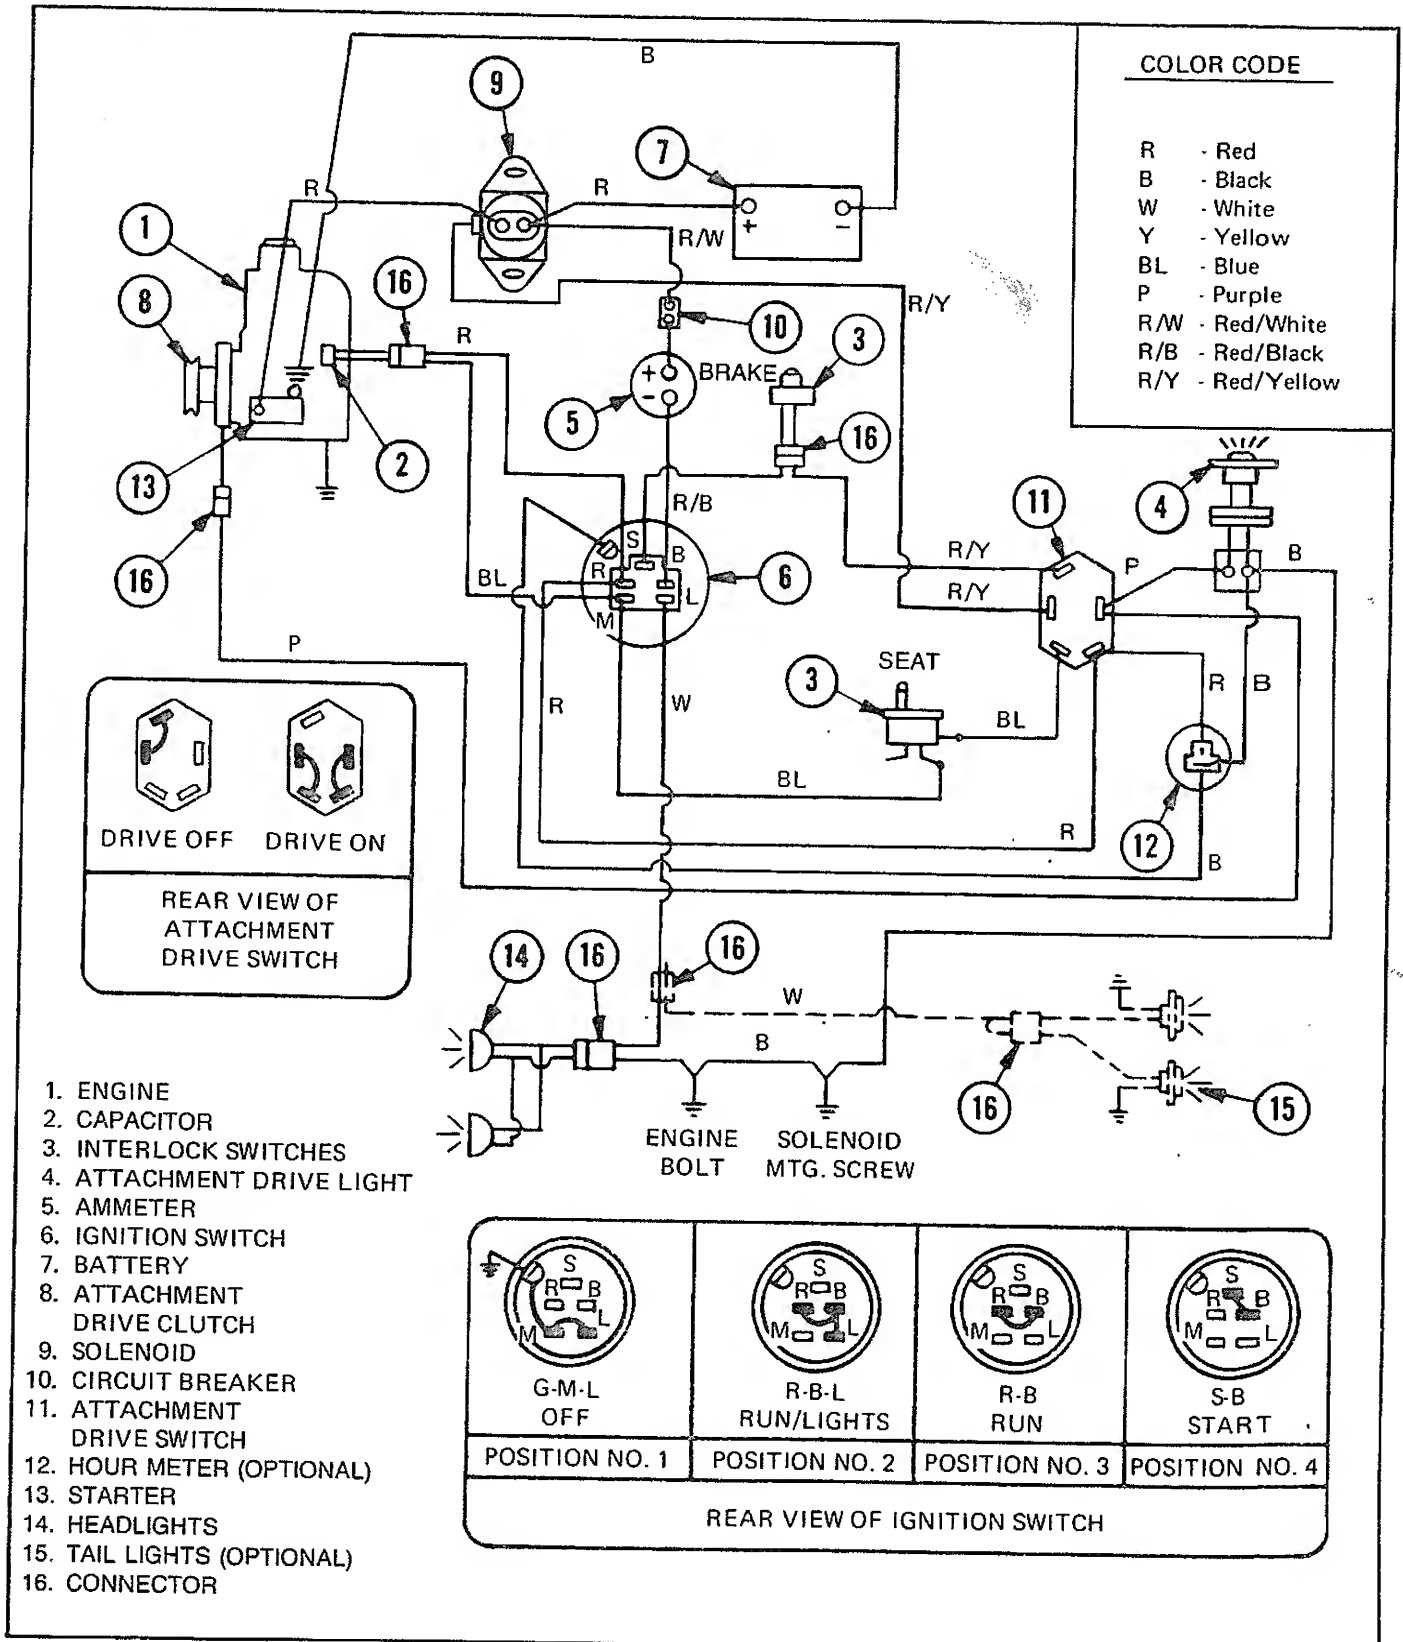 B
COLOR CODE
R - Red
B - Black
W - White
Y - Yellow
BL - Blue
P - Purple
R/W - Red/White
R/B - Red/Black
R/Y - Red/Yellow
9
7
R
R
+
-
1
R/W
8
16
R
R/Y
10
3
+
-
BRAKE
5
16
13
2
4
11
R/B
16
S
B
R
L
M
BL
6
R/Y
R/Y
P
B
P
3
SEAT
R
W
BL
R
B
BL
R
12
B
DRIVE OFF
DRIVE ON
REAR VIEW OF
ATTACHMENT
DRIVE SWITCH
14
16
16
W
B
16
15
ENGINE
BOLT
SOLENOID
MTG. SCREW
1. ENGINE
2. CAPACITOR
3. INTERLOCK SWITCHES
4. ATTACHMENT DRIVE LIGHT
5. AMMETER
6. IGNITION SWITCH
7. BATTERY
8. ATTACHMENT
DRIVE CLUTCH
9. SOLENOID
10. CIRCUIT BREAKER
11. ATTACHMENT
DRIVE SWITCH
12. HOUR METER (OPTIONAL)
13. STARTER
14. HEADLIGHTS
15. TAIL LIGHTS (OPTIONAL)
16. CONNECTOR
S
R B
M L
G-M-L
OFF
POSITION NO. 1
S
R B
M L
R-B-L
RUN/LIGHTS
POSITION NO. 2
S
R B
M L
R-B
RUN
POSITION NO. 3
S
R B
M L
S-B
START
POSITION NO. 4
REAR VIEW OF IGNITION SWITCH